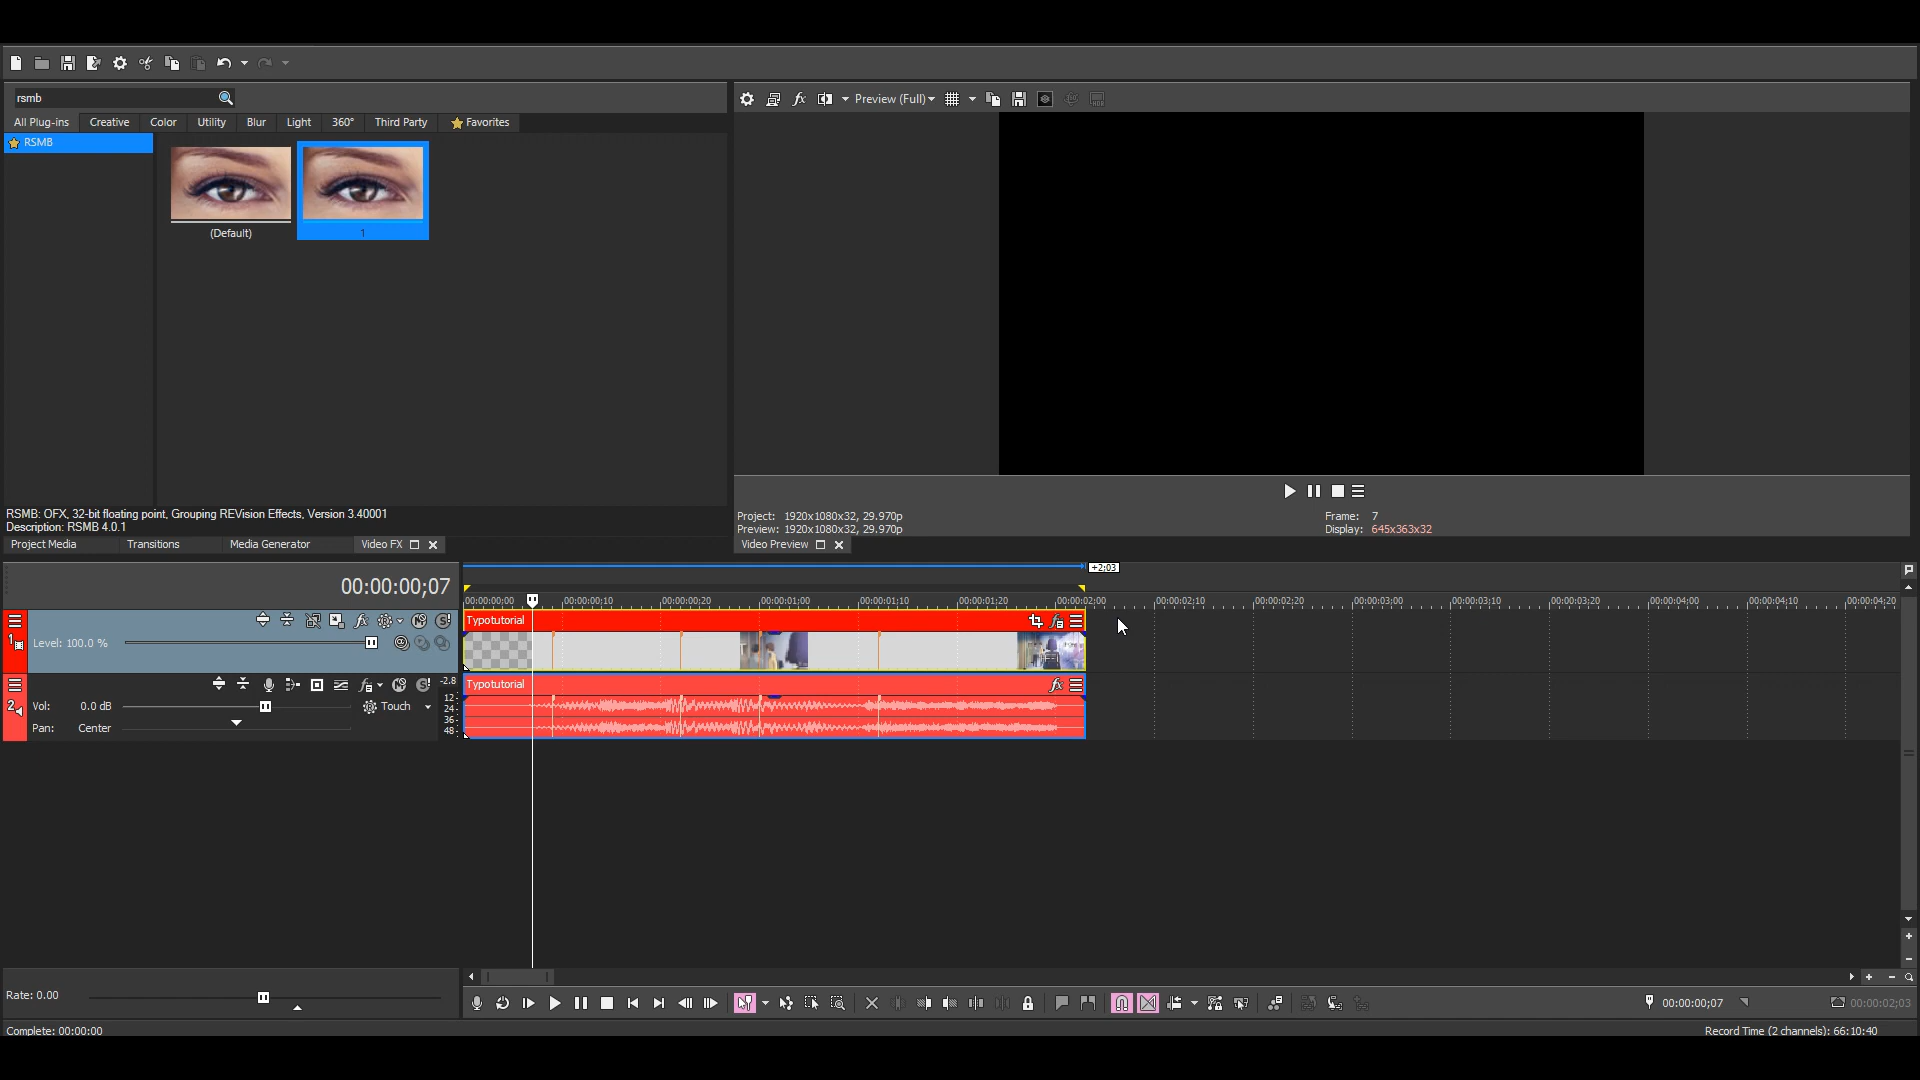 rsmb
Preview (Full)
All Plug-ins Creative Color Utility Blur Light 360° Third Party Favorites
RSMB
(Default) 1
RSMB: OFX, 32-bit floating point, Grouping REVision Effects, Version 3.40001
Description: RSMB 4.0.1
Project: 1920x1080x32, 29.970p Frame: 7
Preview: 1920x1080x32, 29.970p Display: 645x363x32
Project Media Transitions Media Generator Video FX Video Preview
+2;03
00:00:00;07
00:00:00;00 00:00:00;10 00:00:00;20 00:00:01;00 00:00:01;10 00:00:01;20 00:00:02;00 00:00:02;10 00:00:02;20 00:00:03;00 00:00:03;10 00:00:03;20 00:00:04;00 00:00:04;10 00:00:04;20
Typotutorial
1 Level: 100.0 %
Typotutorial
-2.8
2 Vol: 0.0 dB Touch
12
24
36
48
Pan: Center
Rate: 0.00
00:00:00;07 00:00:02;03
Complete: 00:00:00 Record Time (2 channels): 66:10:40